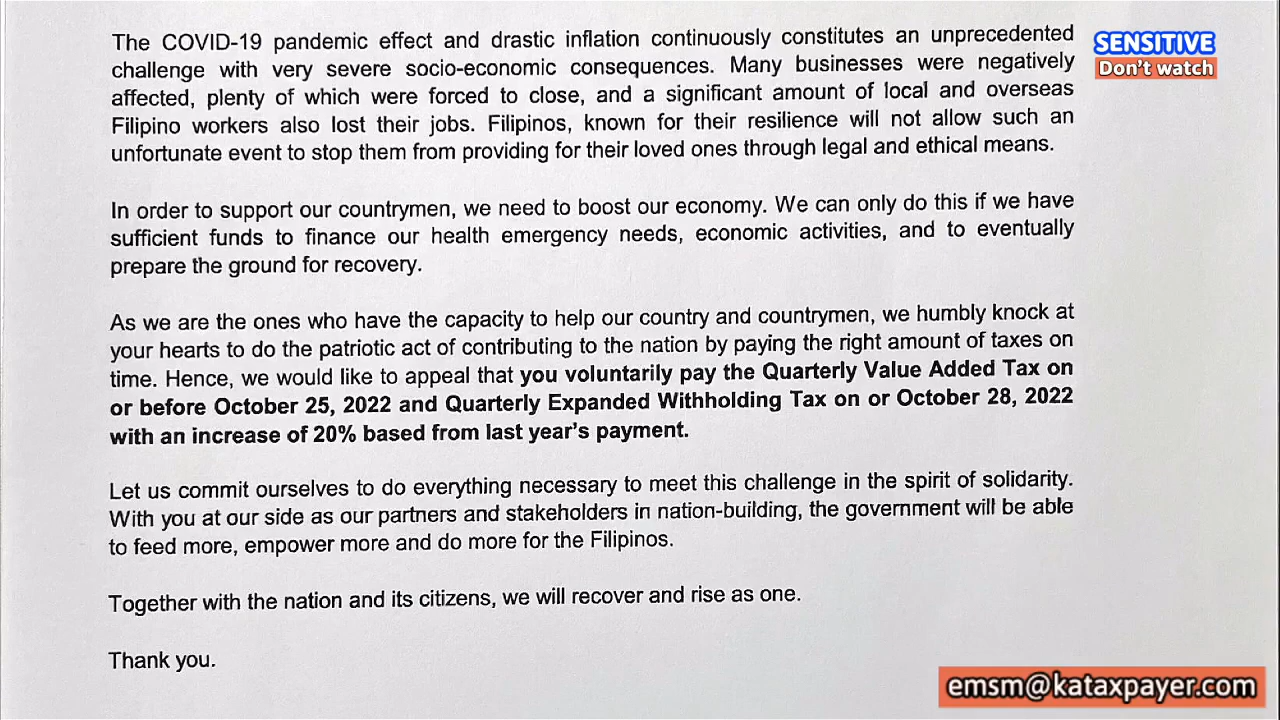 The COVID-19 pandemic effect and drastic inflation continuously constitutes an unprecedented
challenge with very severe socio-economic consequences. Many businesses were negatively
affected, plenty of which were forced to close, and a significant amount of local and overseas
Filipino workers also lost their jobs. Filipinos, known for their resilience will not allow such an
unfortunate event to stop them from providing for their loved ones through legal and ethical means.
SENSITIVE
Don't watch
In order to support our countrymen, we need to boost our economy. We can only do this if we have
sufficient funds to finance our health emergency needs, economic activities, and to eventually
prepare the ground for recovery.
As we are the ones who have the capacity to help our country and countrymen, we humbly knock at
your hearts to do the patriotic act of contributing to the nation by paying the right amount of taxes on
time. Hence, we would like to appeal that you voluntarily pay the Quarterly Value Added Tax on
or before October 25, 2022 and Quarterly Expanded Withholding Tax on or October 28, 2022
with an increase of 20% based from last year's payment.
Let us commit ourselves to do everything necessary to meet this challenge in the spirit of solidarity.
With you at our side as our partners and stakeholders in nation-building, the government will be able
to feed more, empower more and do more for the Filipinos.
Together with the nation and its citizens, we will recover and rise as one.
Thank you.
emsm@kataxpayer.com